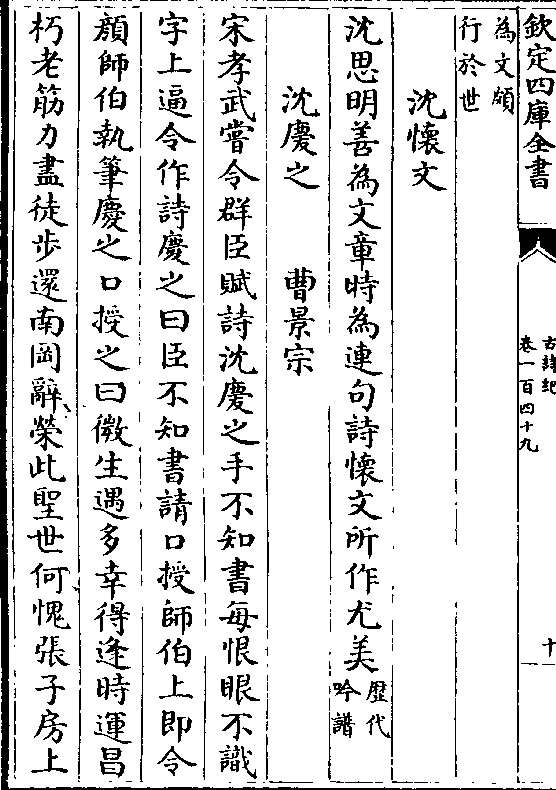 欽定四庫全書
古詩紀
卷一百四十九
十
為文頗
行於世
沈懷文
沈思明善為文章時為連句詩懷文所作尤美歷代
吟譜
沈慶之　曹景宗
宋孝武嘗令群臣賦詩沈慶之手不知書每恨眼不識
字上逼令作詩慶之曰臣不知書請口授師伯上即令
顔師伯執筆慶之口授之曰微生遇多幸得逢時運昌
朽老筋力盡徒步還南岡辭榮此聖世何愧張子房上